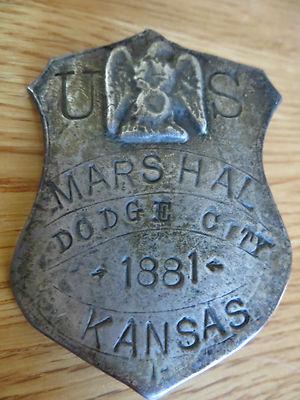 U S
MARSHAL
DODGE CITY
1881
KANSAS